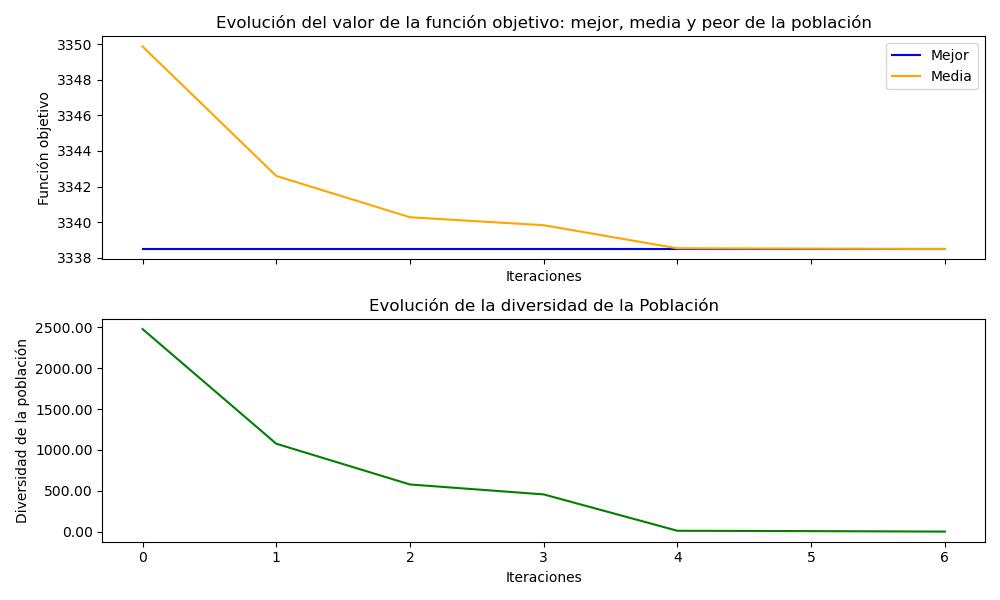 Evolución del valor de la función objetivo: mejor, media y peor de la población
3350
3348
3346
3344
3342
3340
3338
Función objetivo
Mejor
Media
Iteraciones
Evolución de la diversidad de la Población
2500.00
2000.00
1500.00
1000.00
500.00
0.00
Diversidad de la población
0 1 2 3 4 5 6
Iteraciones